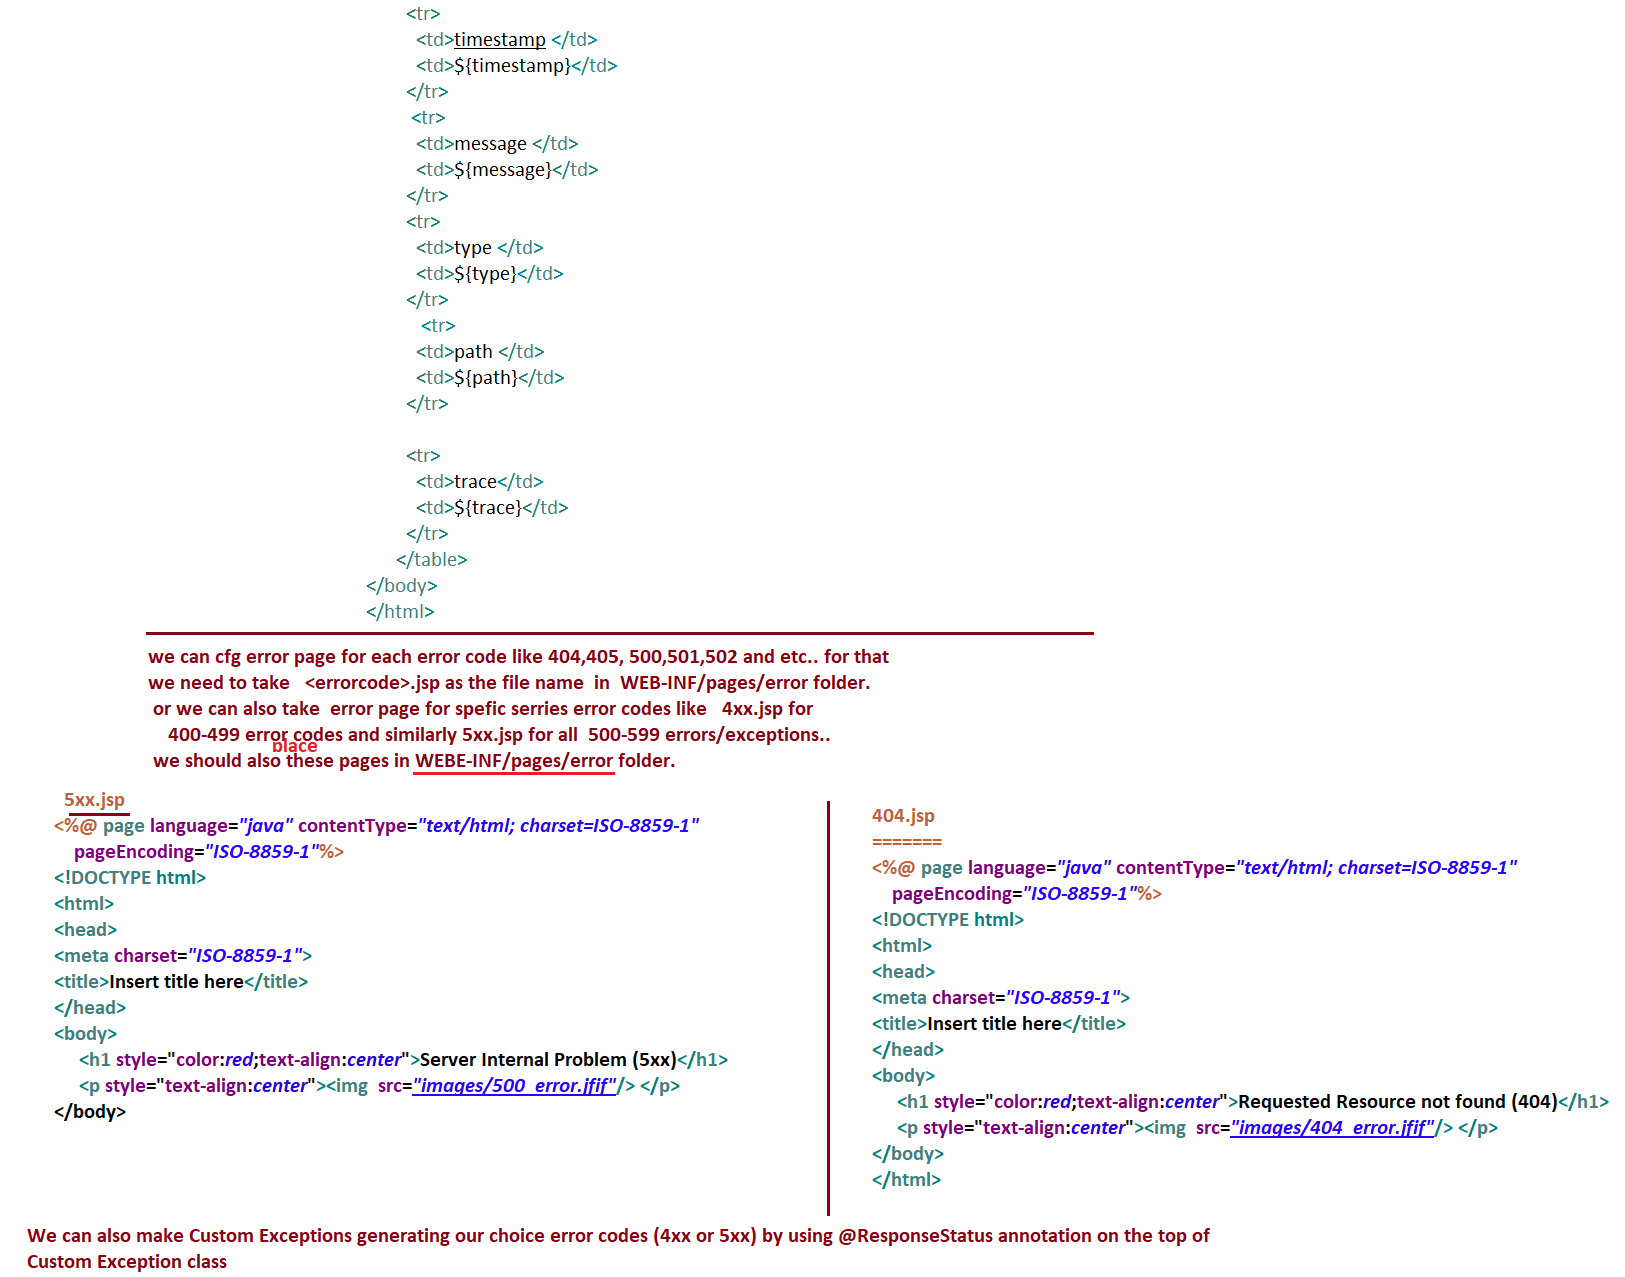 <tr>
<td>timestamp </td>
<td>${timestamp}</td>
</tr>
<tr>
<td>message </td>
<td>${message}</td>
</tr>
<tr>
<td>type </td>
<td>${type}</td>
</tr>
<tr>
<td>path </td>
<td>${path}</td>
</tr>
<tr>
<td>trace</td>
<td>${trace}</td>
</tr>
</table>
</body>
</html>
we can cfg error page for each error code like 404,405, 500,501,502 and etc.. for that
we need to take <errorcode>.jsp as the file name in WEB-INF/pages/error folder.
or we can also take error page for spefic serries error codes like 4xx.jsp for
400-499 error codes and similarly 5xx.jsp for all 500-599 errors/exceptions..
blace
we should also these pages in WEBE-INF/pages/error folder.
5xx.jsp
<%@ page language="java" contentType="text/html; charset=ISO-8859-1"
pageEncoding="ISO-8859-1"%>
<!DOCTYPE html>
<html>
<head>
<meta charset="ISO-8859-1">
<title>Insert title here</title>
</head>
<body>
<h1 style="color:red;text-align:center">Server Internal Problem (5xx)</h1>
<p style="text-align:center"><img src="images/500_error.jfif"/> </p>
</body>
404.jsp
=======
<%@ page language="java" contentType="text/html; charset=ISO-8859-1"
pageEncoding="ISO-8859-1"%>
<!DOCTYPE html>
<html>
<head>
<meta charset="ISO-8859-1">
<title>Insert title here</title>
</head>
<body>
<h1 style="color:red;text-align:center">Requested Resource not found (404)</h1>
<p style="text-align:center"><img src="images/404_error.jfif"/> </p>
</body>
</html>
We can also make Custom Exceptions generating our choice error codes (4xx or 5xx) by using @ResponseStatus annotation on the top of
Custom Exception class